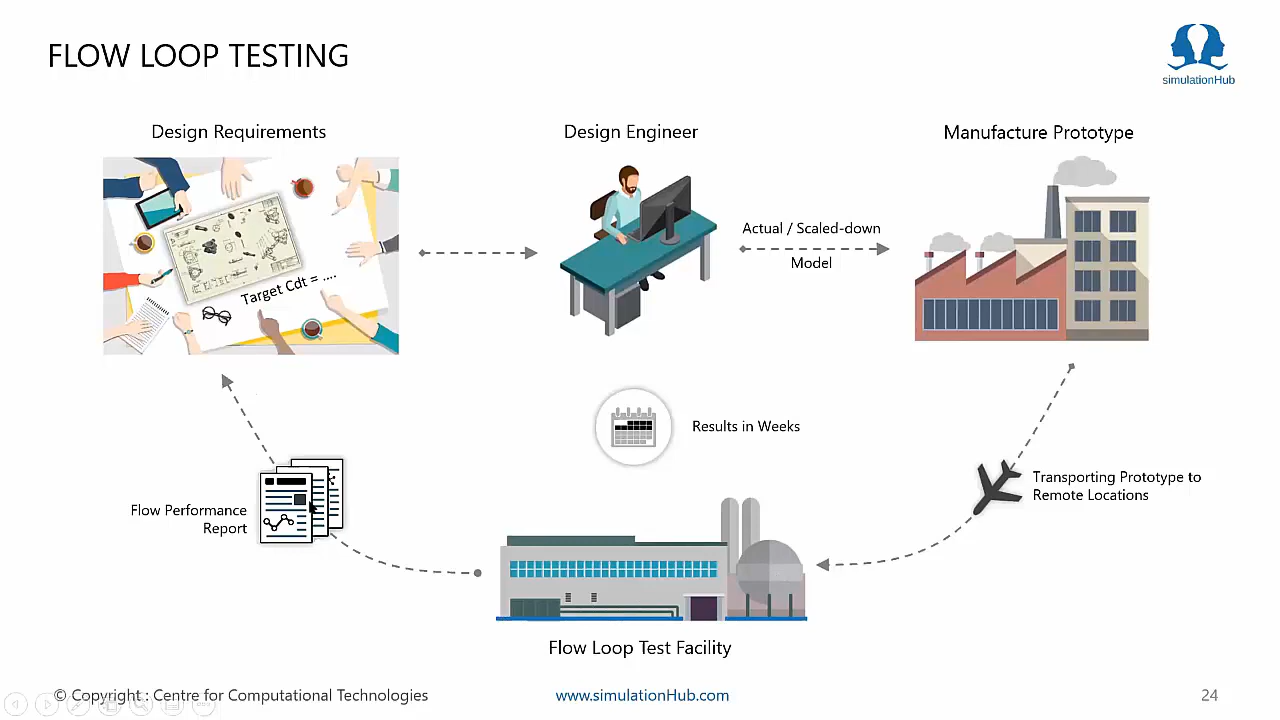 FLOW LOOP TESTING
simulationHub
Design Requirements
Design Engineer
Manufacture Prototype
Target Cdt = ....
Actual / Scaled-down
Model
Results in Weeks
Transporting Prototype to
Remote Locations
Flow Performance
Report
Flow Loop Test Facility
© Copyright : Centre for Computational Technologies
www.simulationHub.com
24